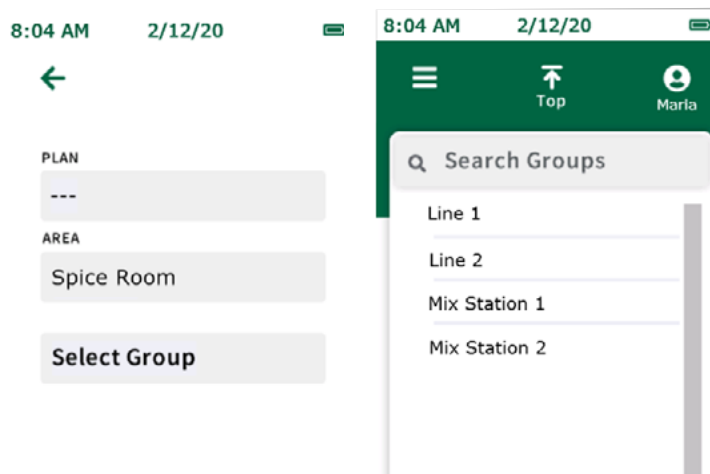 8:04 AM 2/12/20
PLAN
---
AREA
Spice Room
Select Group
8:04 AM 2/12/20
Top
Marla
Search Groups
Line 1
Line 2
Mix Station 1
Mix Station 2